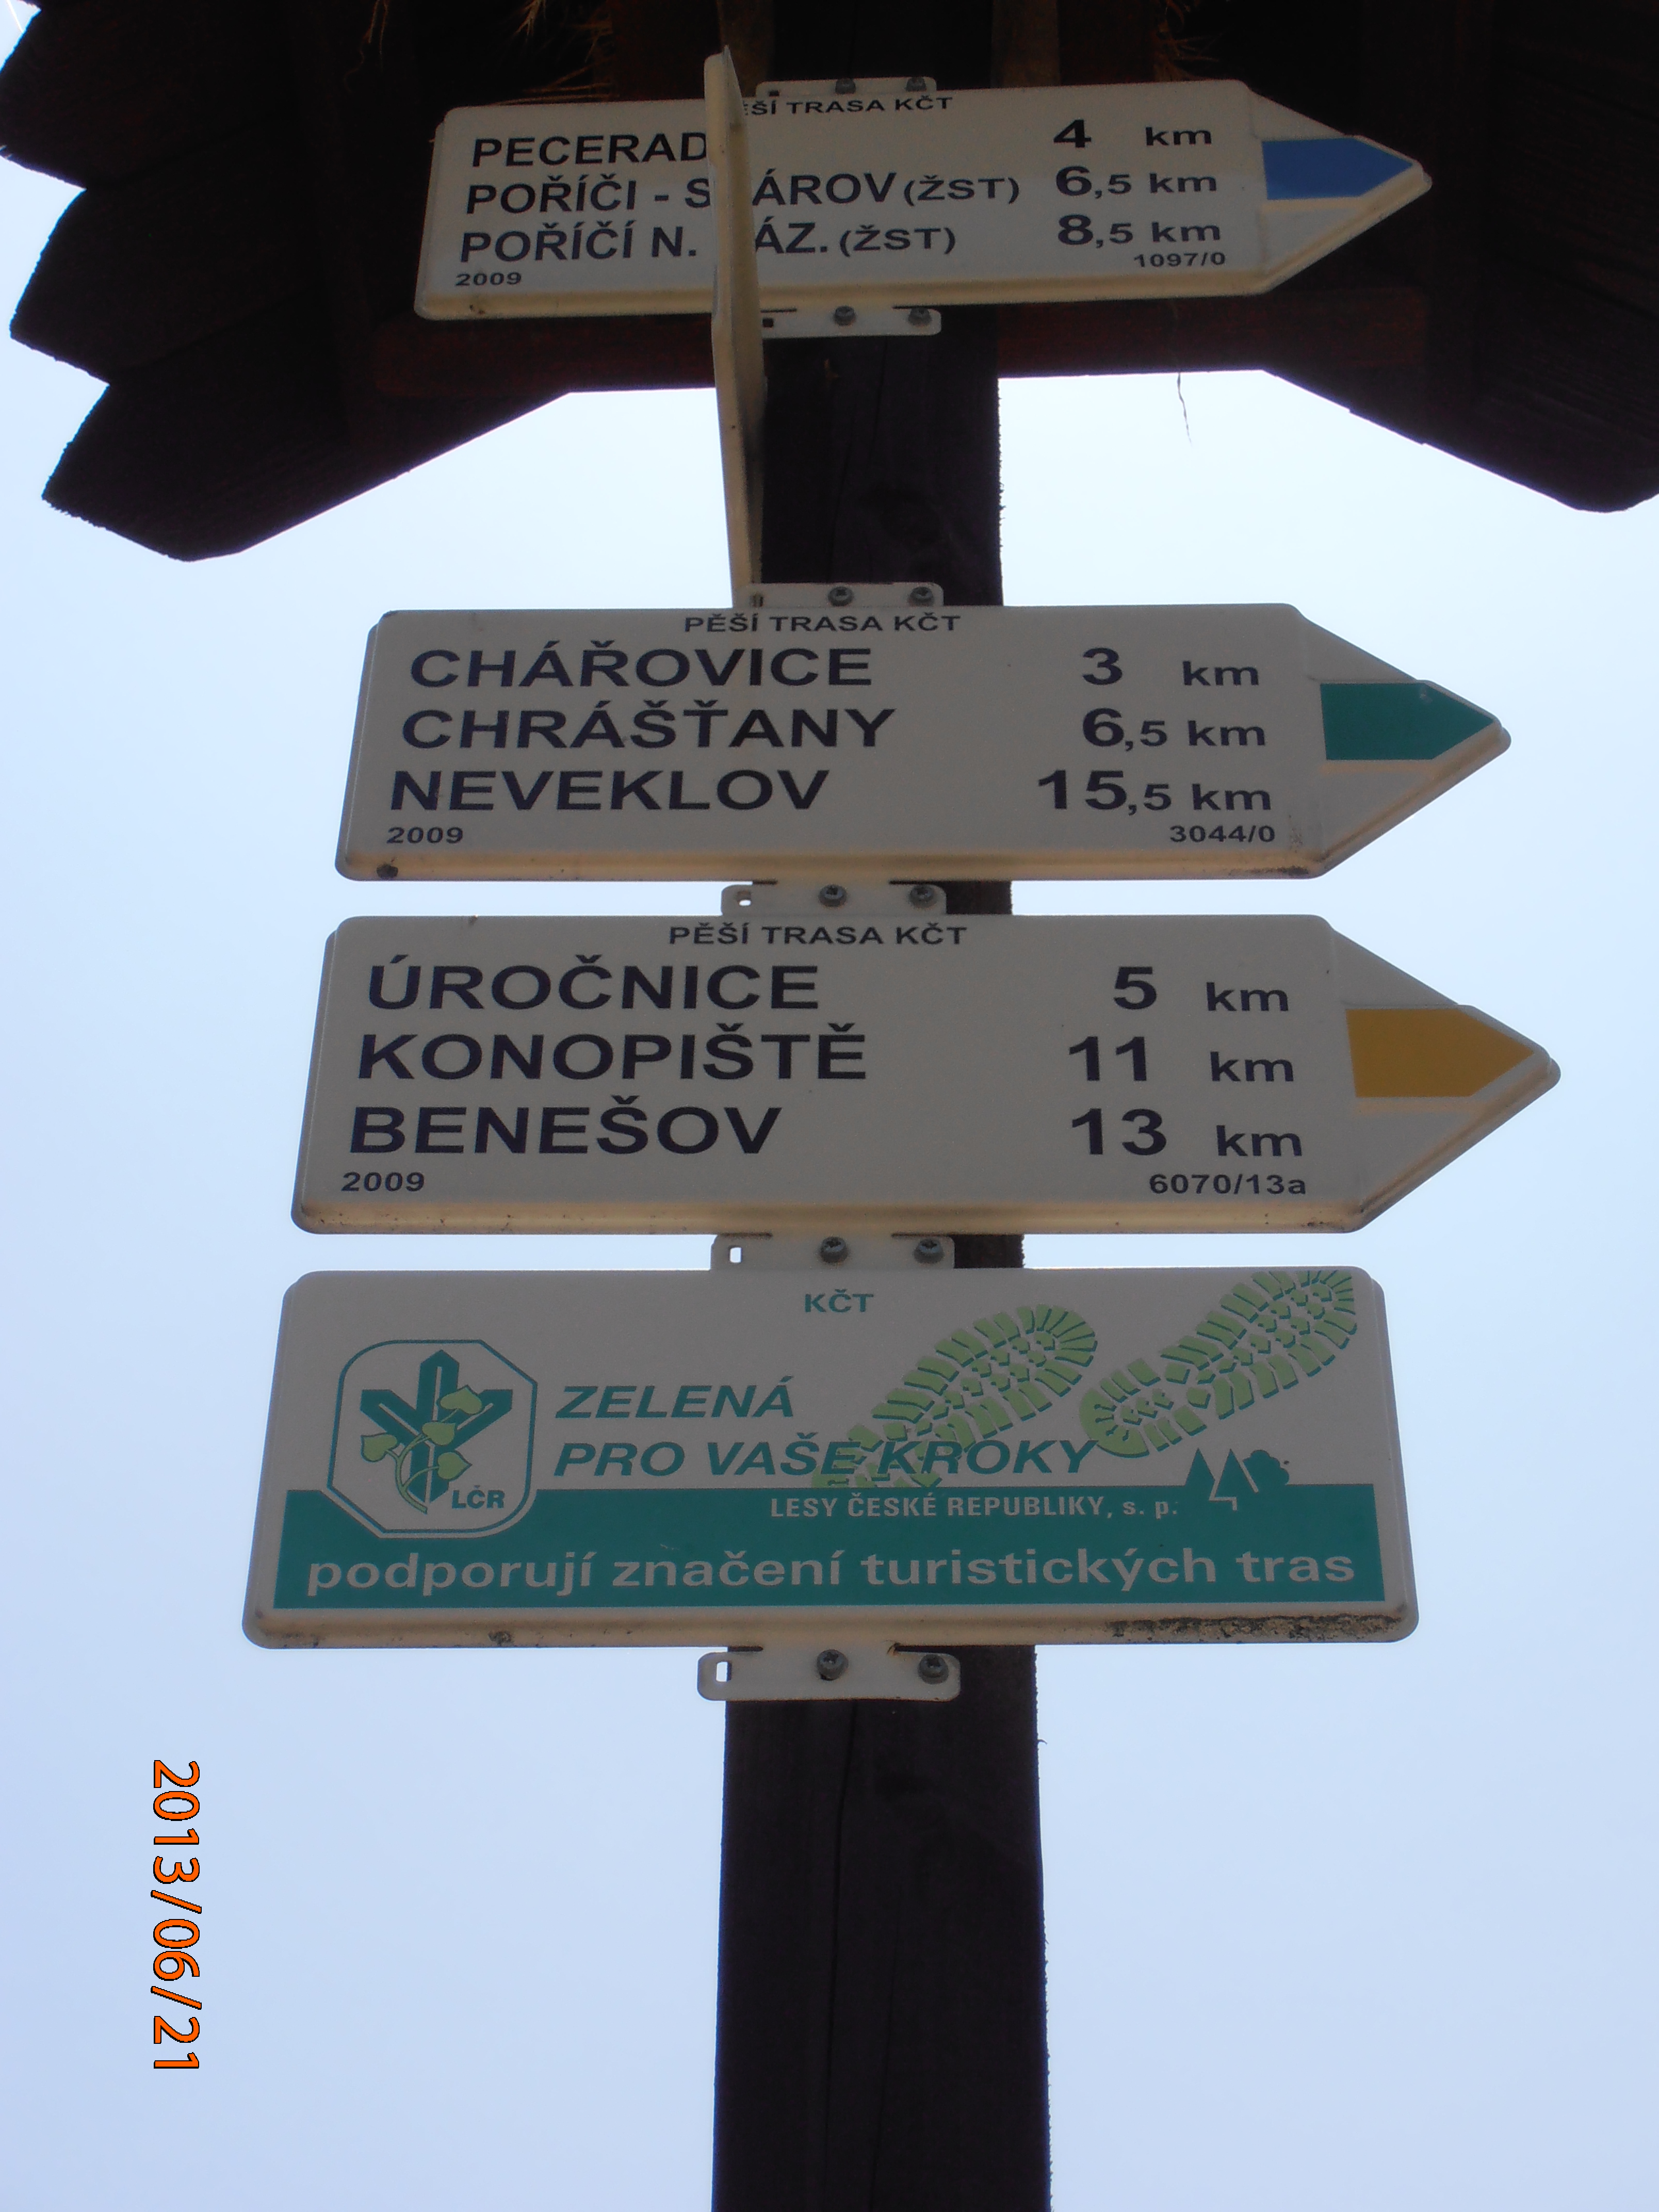 TRASA KČT
4 km
(ŽST) 6,5 km
POŘÍČÍ N. (ŽST) 8,5 km
2009 1097/0
PĚŠÍ TRASA KČT
CHÁŘOVICE 3 km
CHRÁŠŤANY 6,5 km
NEVEKLOV 15,5 km
2009 3044/0
PĚŠÍ TRASA KČT
ÚROČNICE 5 km
KONOPIŠTĚ 11 km
BENEŠOV 13 km
2009 6070/13a
KČT
ZELENÁ
PRO VAŠE KROKY
LČR
LESY ČESKÉ REPUBLIKY, s. p.
podporují značení turistických tras
2013/06/21